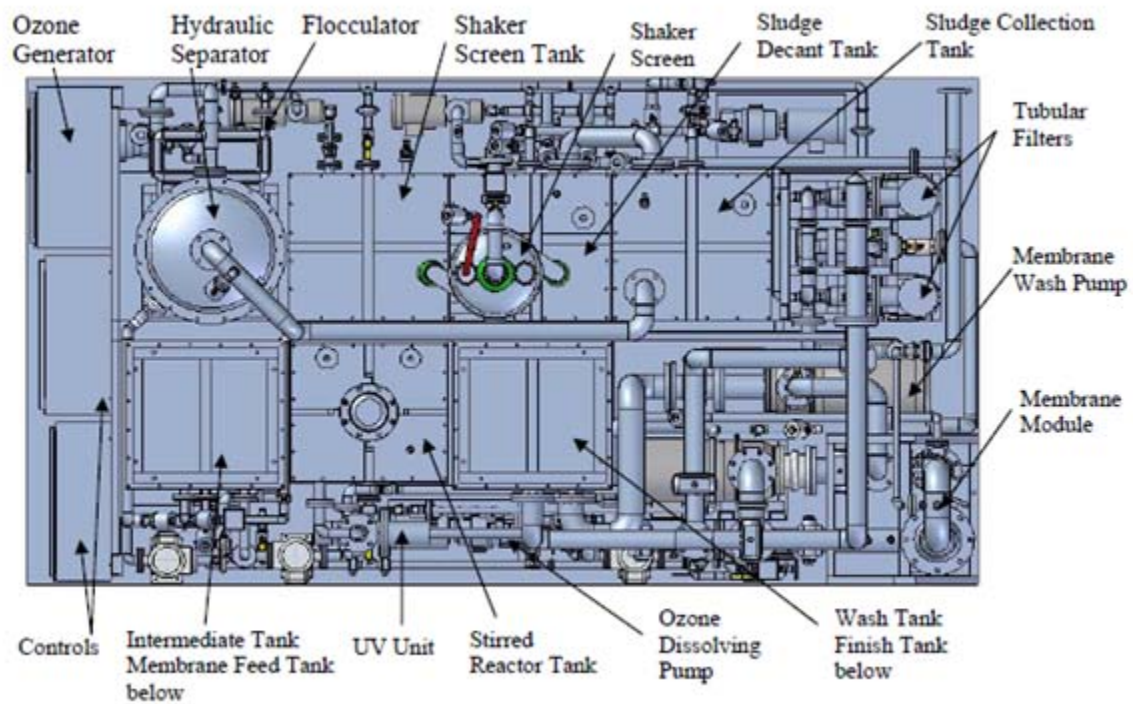 Ozone
Generator
Hydraulic
Separator
Flocculator
Shaker
Screen Tank
Shaker
Screen
Sludge
Decant Tank
Sludge Collection
Tank
Tubular
Filters
Membrane
Wash Pump
Membrane
Module
Controls
Intermediate Tank
Membrane Feed Tank
below
UV Unit
Stirred
Reactor Tank
Ozone
Dissolving
Pump
Wash Tank
Finish Tank
below